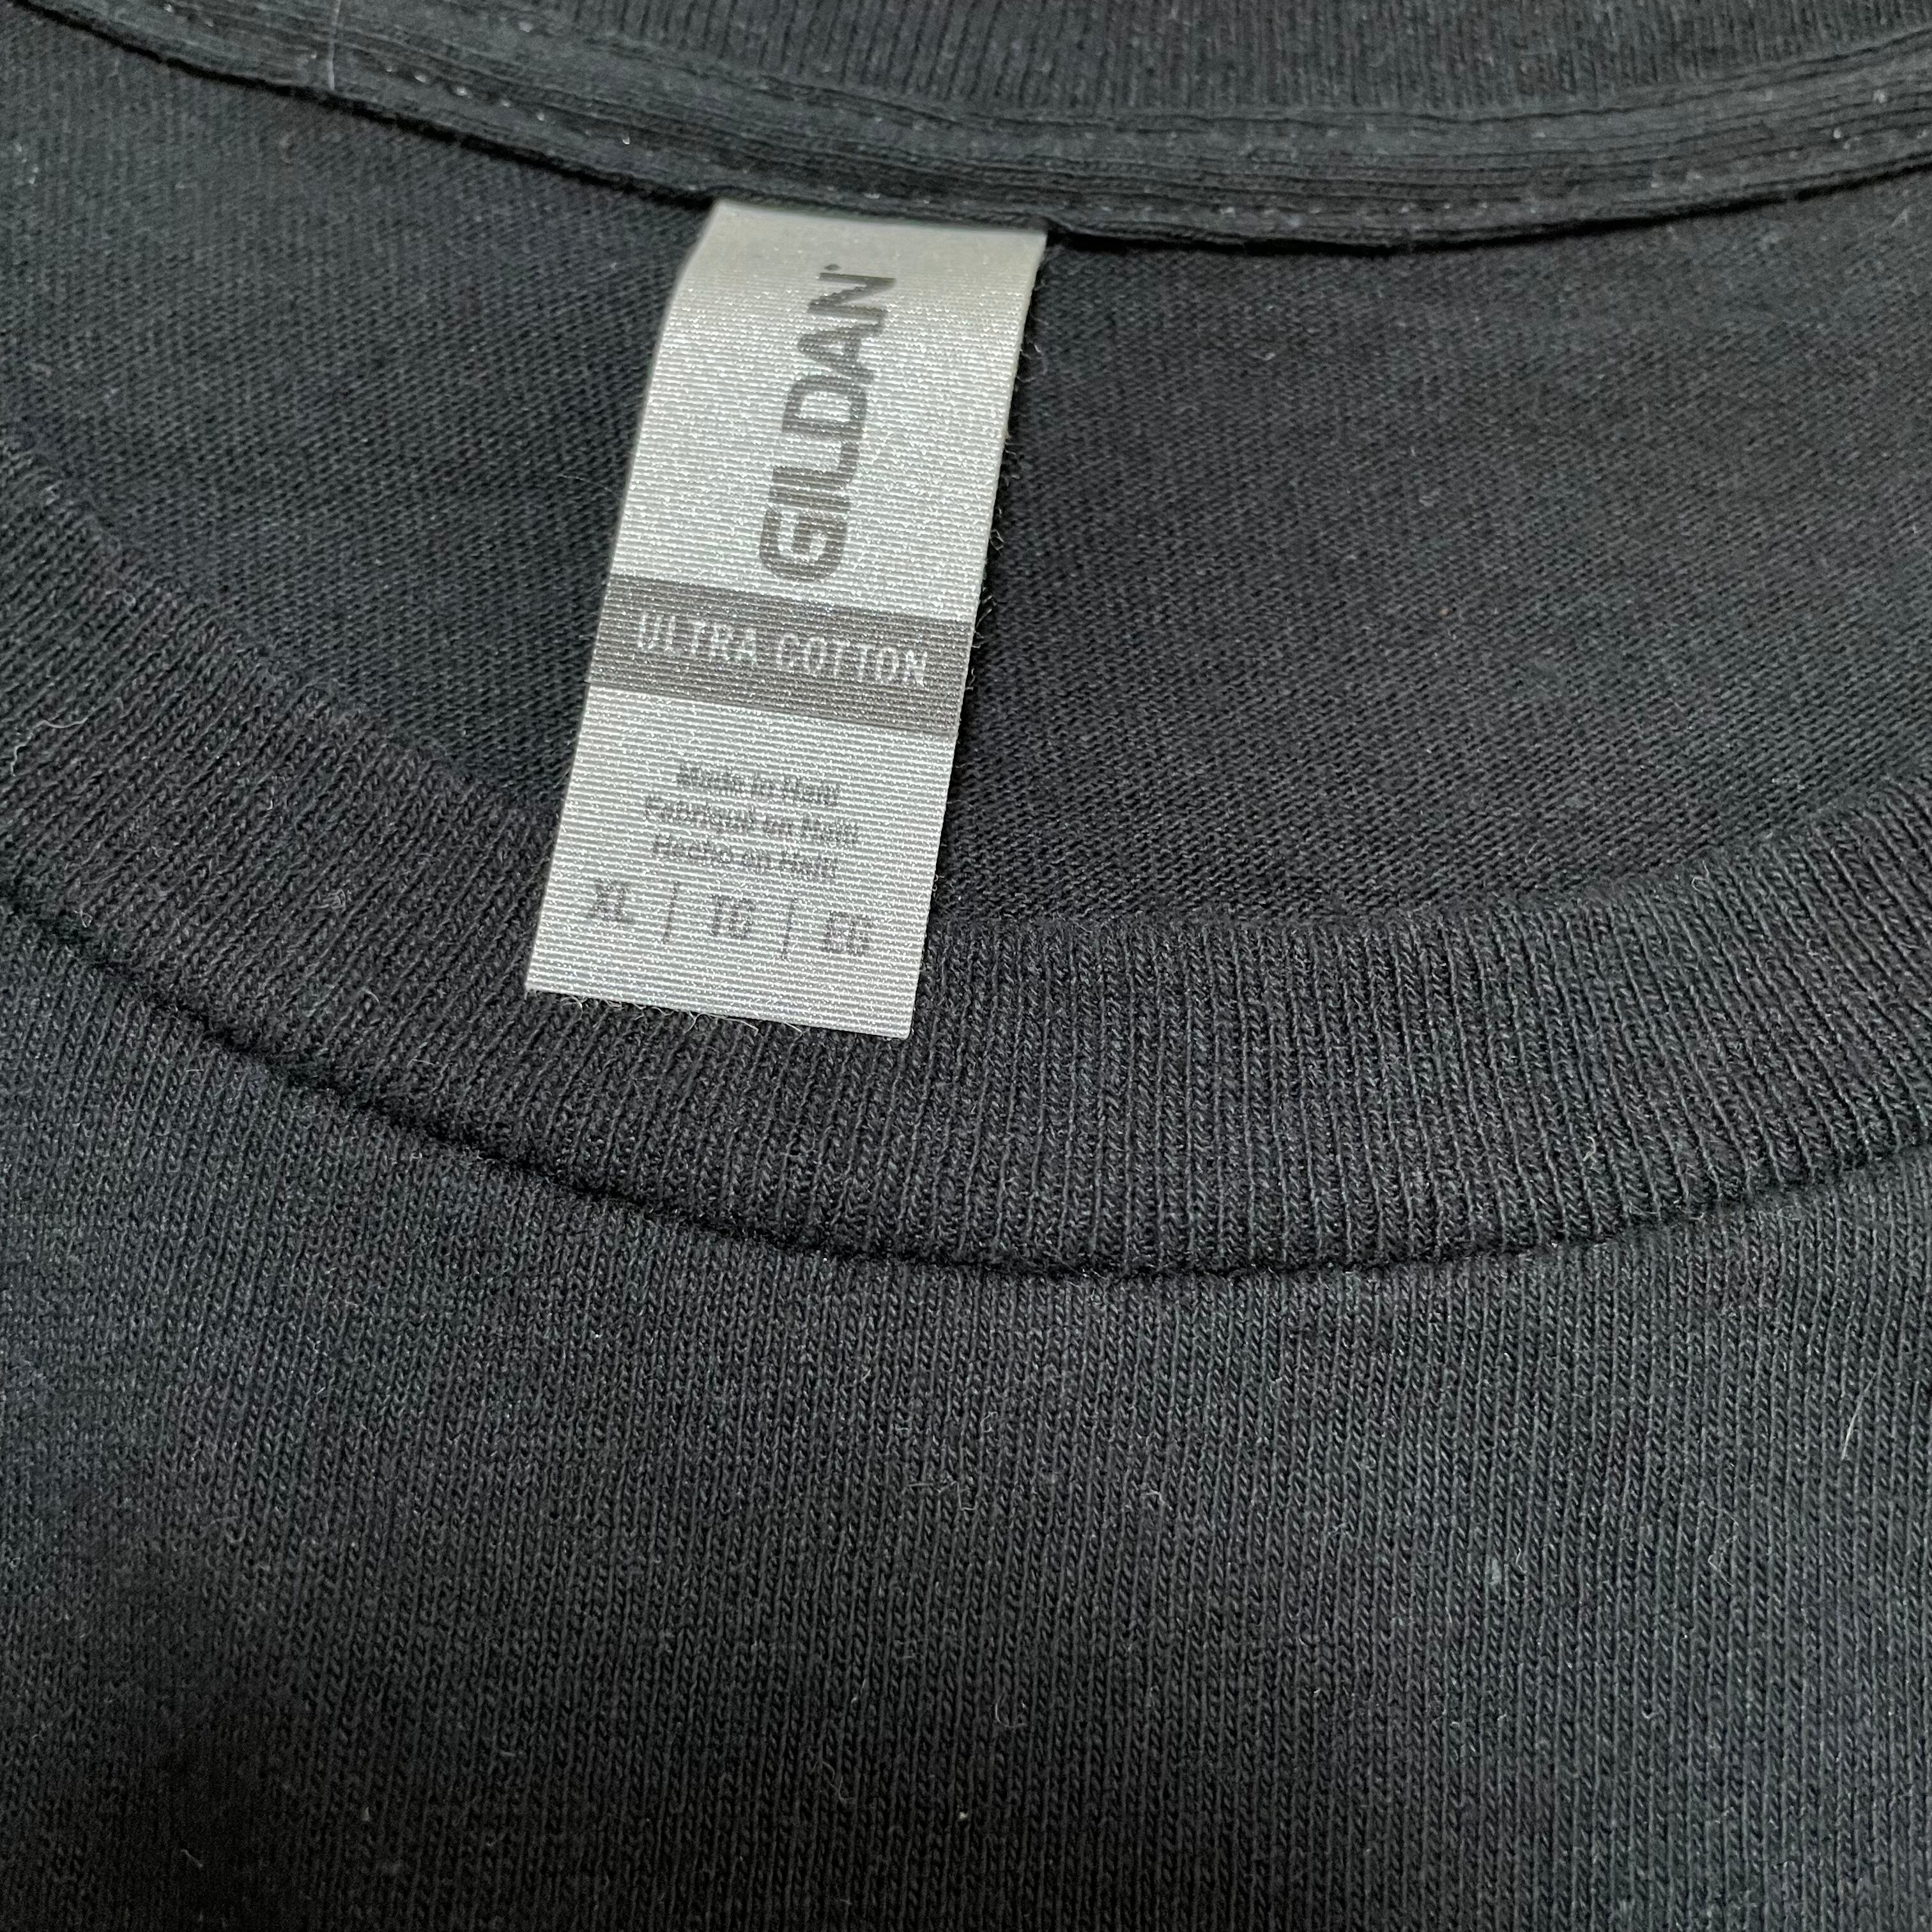 GILDAN
ULTRA COTTON
Made in Haiti
Fabriqué en Haïti
Hecho en Haití
XL | TG | EG